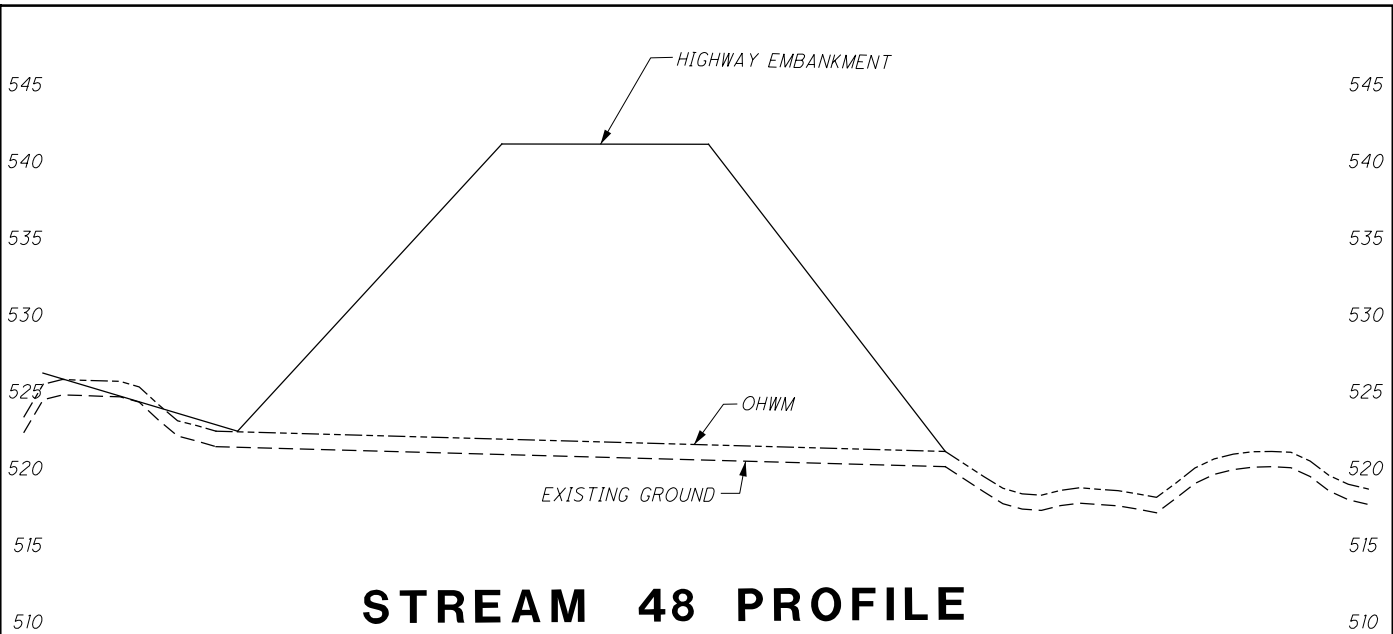 HIGHWAY EMBANKMENT
545 545
540 540
535 535
530 530
525 525
OHWM
520 520
EXISTING GROUND
515 515
STREAM 48 PROFILE
510 510